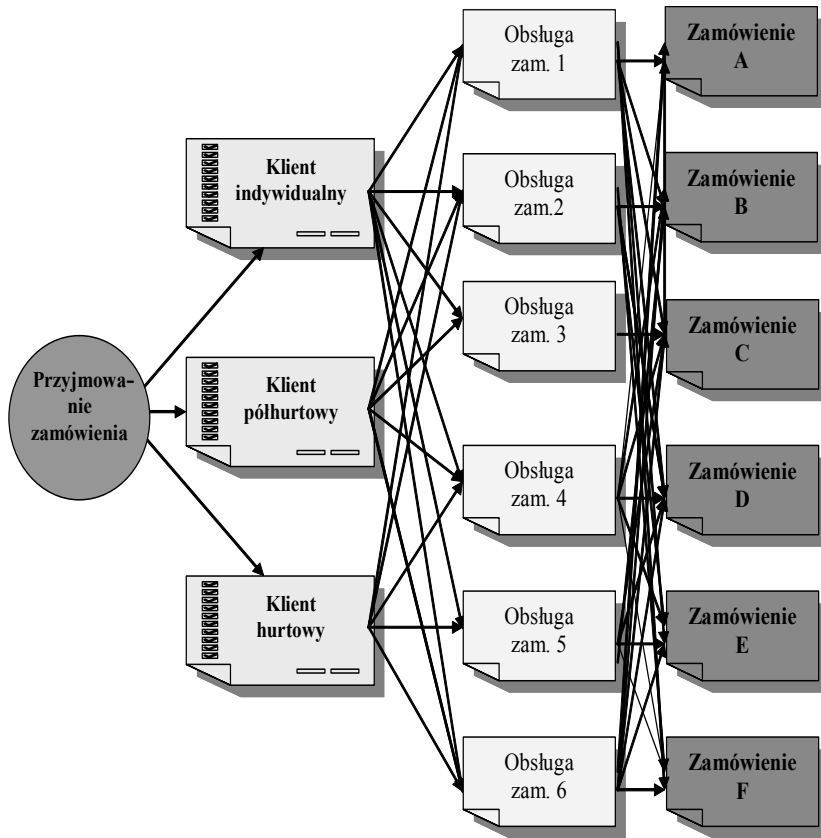 Przyjmowa-
nie
zamówienia
Klient
indywidualny
Klient
półhurtowy
Klient
hurtowy
Obsługa
zam. 1
Obsługa
zam.2
Obsługa
zam. 3
Obsługa
zam. 4
Obsługa
zam. 5
Obsługa
zam. 6
Zamówienie
A
Zamówienie
B
Zamówienie
C
Zamówienie
D
Zamówienie
E
Zamówienie
F